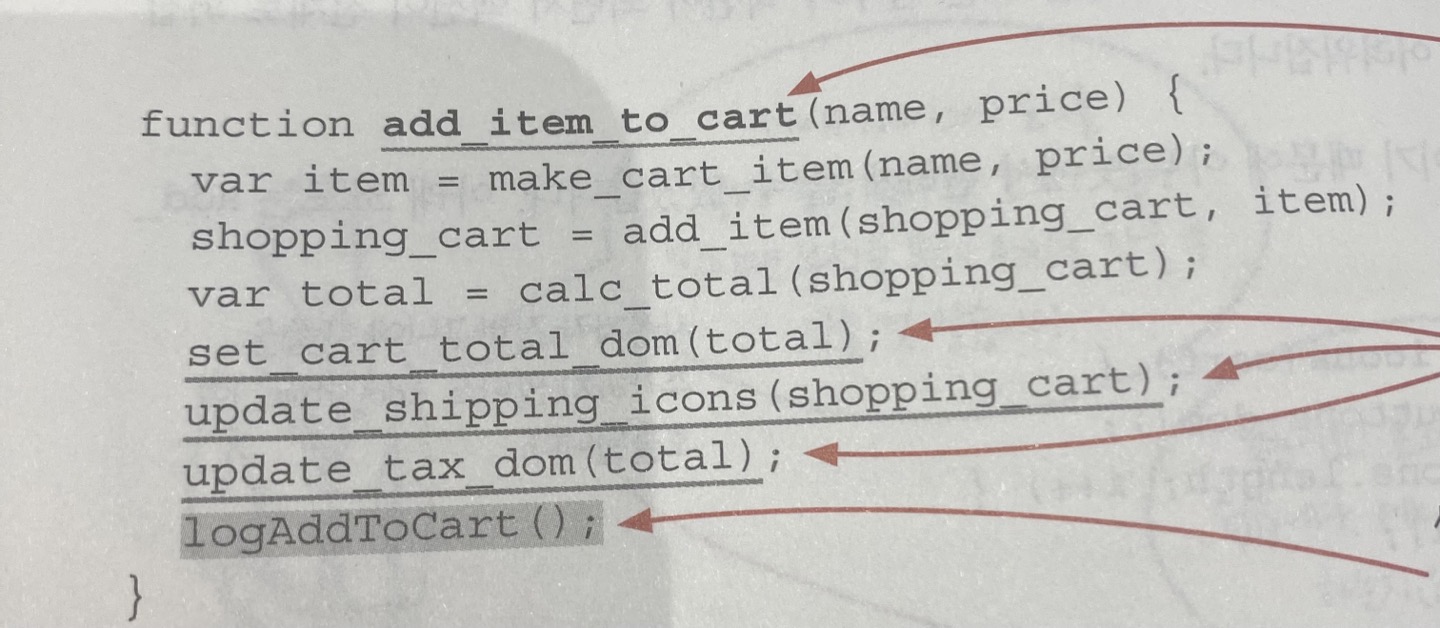 function add_item_to_cart(name, price) {
var item = make_cart_item(name, price);
shopping_cart = add_item(shopping_cart, item);
var total = calc_total(shopping_cart);
set_cart_total_dom(total);
update_shipping_icons(shopping_cart);
update_tax_dom(total);
logAddToCart();
}